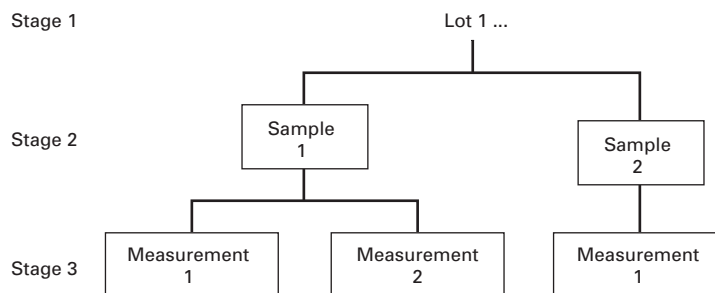 Stage 1
Lot 1 ...
Stage 2
Sample
1
Sample
2
Stage 3
Measurement
1
Measurement
2
Measurement
1